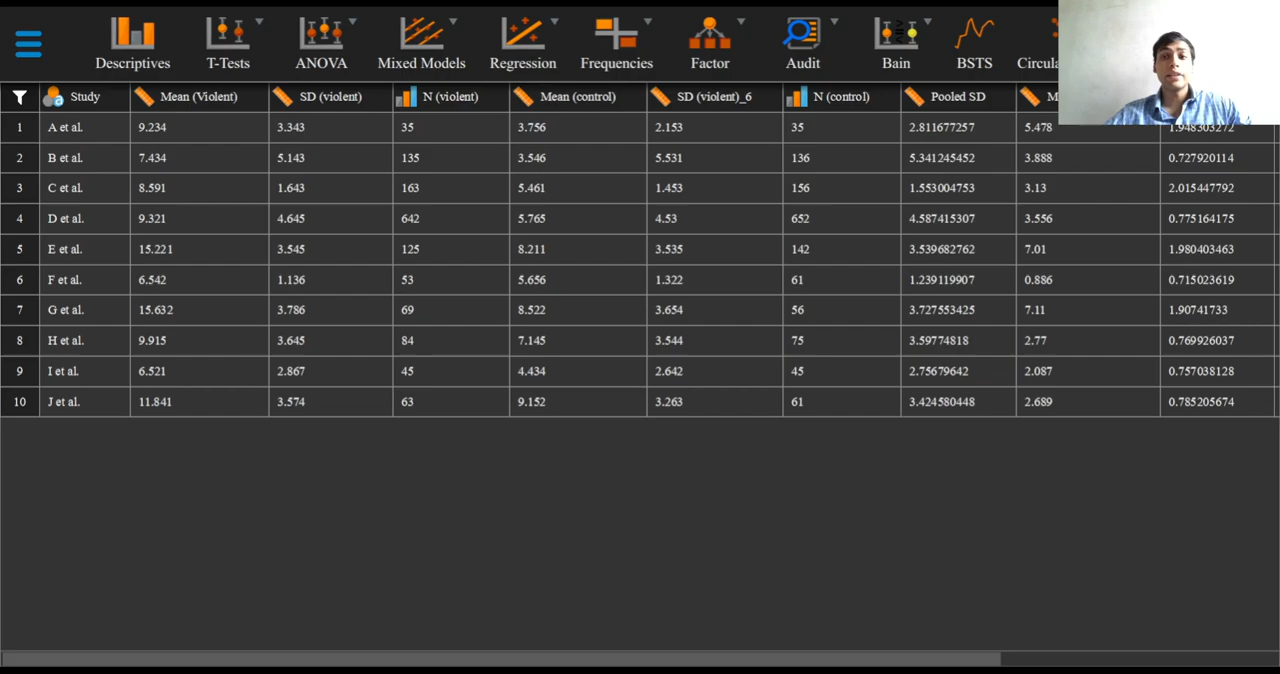 Descriptives T-Tests ANOVA Mixed Models Regression Frequencies Factor Audit Bain BSTS Circula
Study Mean (Violent) SD (violent) N (violent) Mean (control) SD (violent)_6 N (control) Pooled SD M
1 A et al. 9.234 3.343 35 3.756 2.153 35 2.811677257 5.478 1.948303272
2 B et al. 7.434 5.143 135 3.546 5.531 136 5.341245452 3.888 0.727920114
3 C et al. 8.591 1.643 163 5.461 1.453 156 1.553004753 3.13 2.015447792
4 D et al. 9.321 4.645 642 5.765 4.53 652 4.587415307 3.556 0.775164175
5 E et al. 15.221 3.545 125 8.211 3.535 142 3.539682762 7.01 1.980403463
6 F et al. 6.542 1.136 53 5.656 1.322 61 1.239119907 0.886 0.715023619
7 G et al. 15.632 3.786 69 8.522 3.654 56 3.727553425 7.11 1.90741733
8 H et al. 9.915 3.645 84 7.145 3.544 75 3.59774818 2.77 0.769926037
9 I et al. 6.521 2.867 45 4.434 2.642 45 2.75679642 2.087 0.757038128
10 J et al. 11.841 3.574 63 9.152 3.263 61 3.424580448 2.689 0.785205674